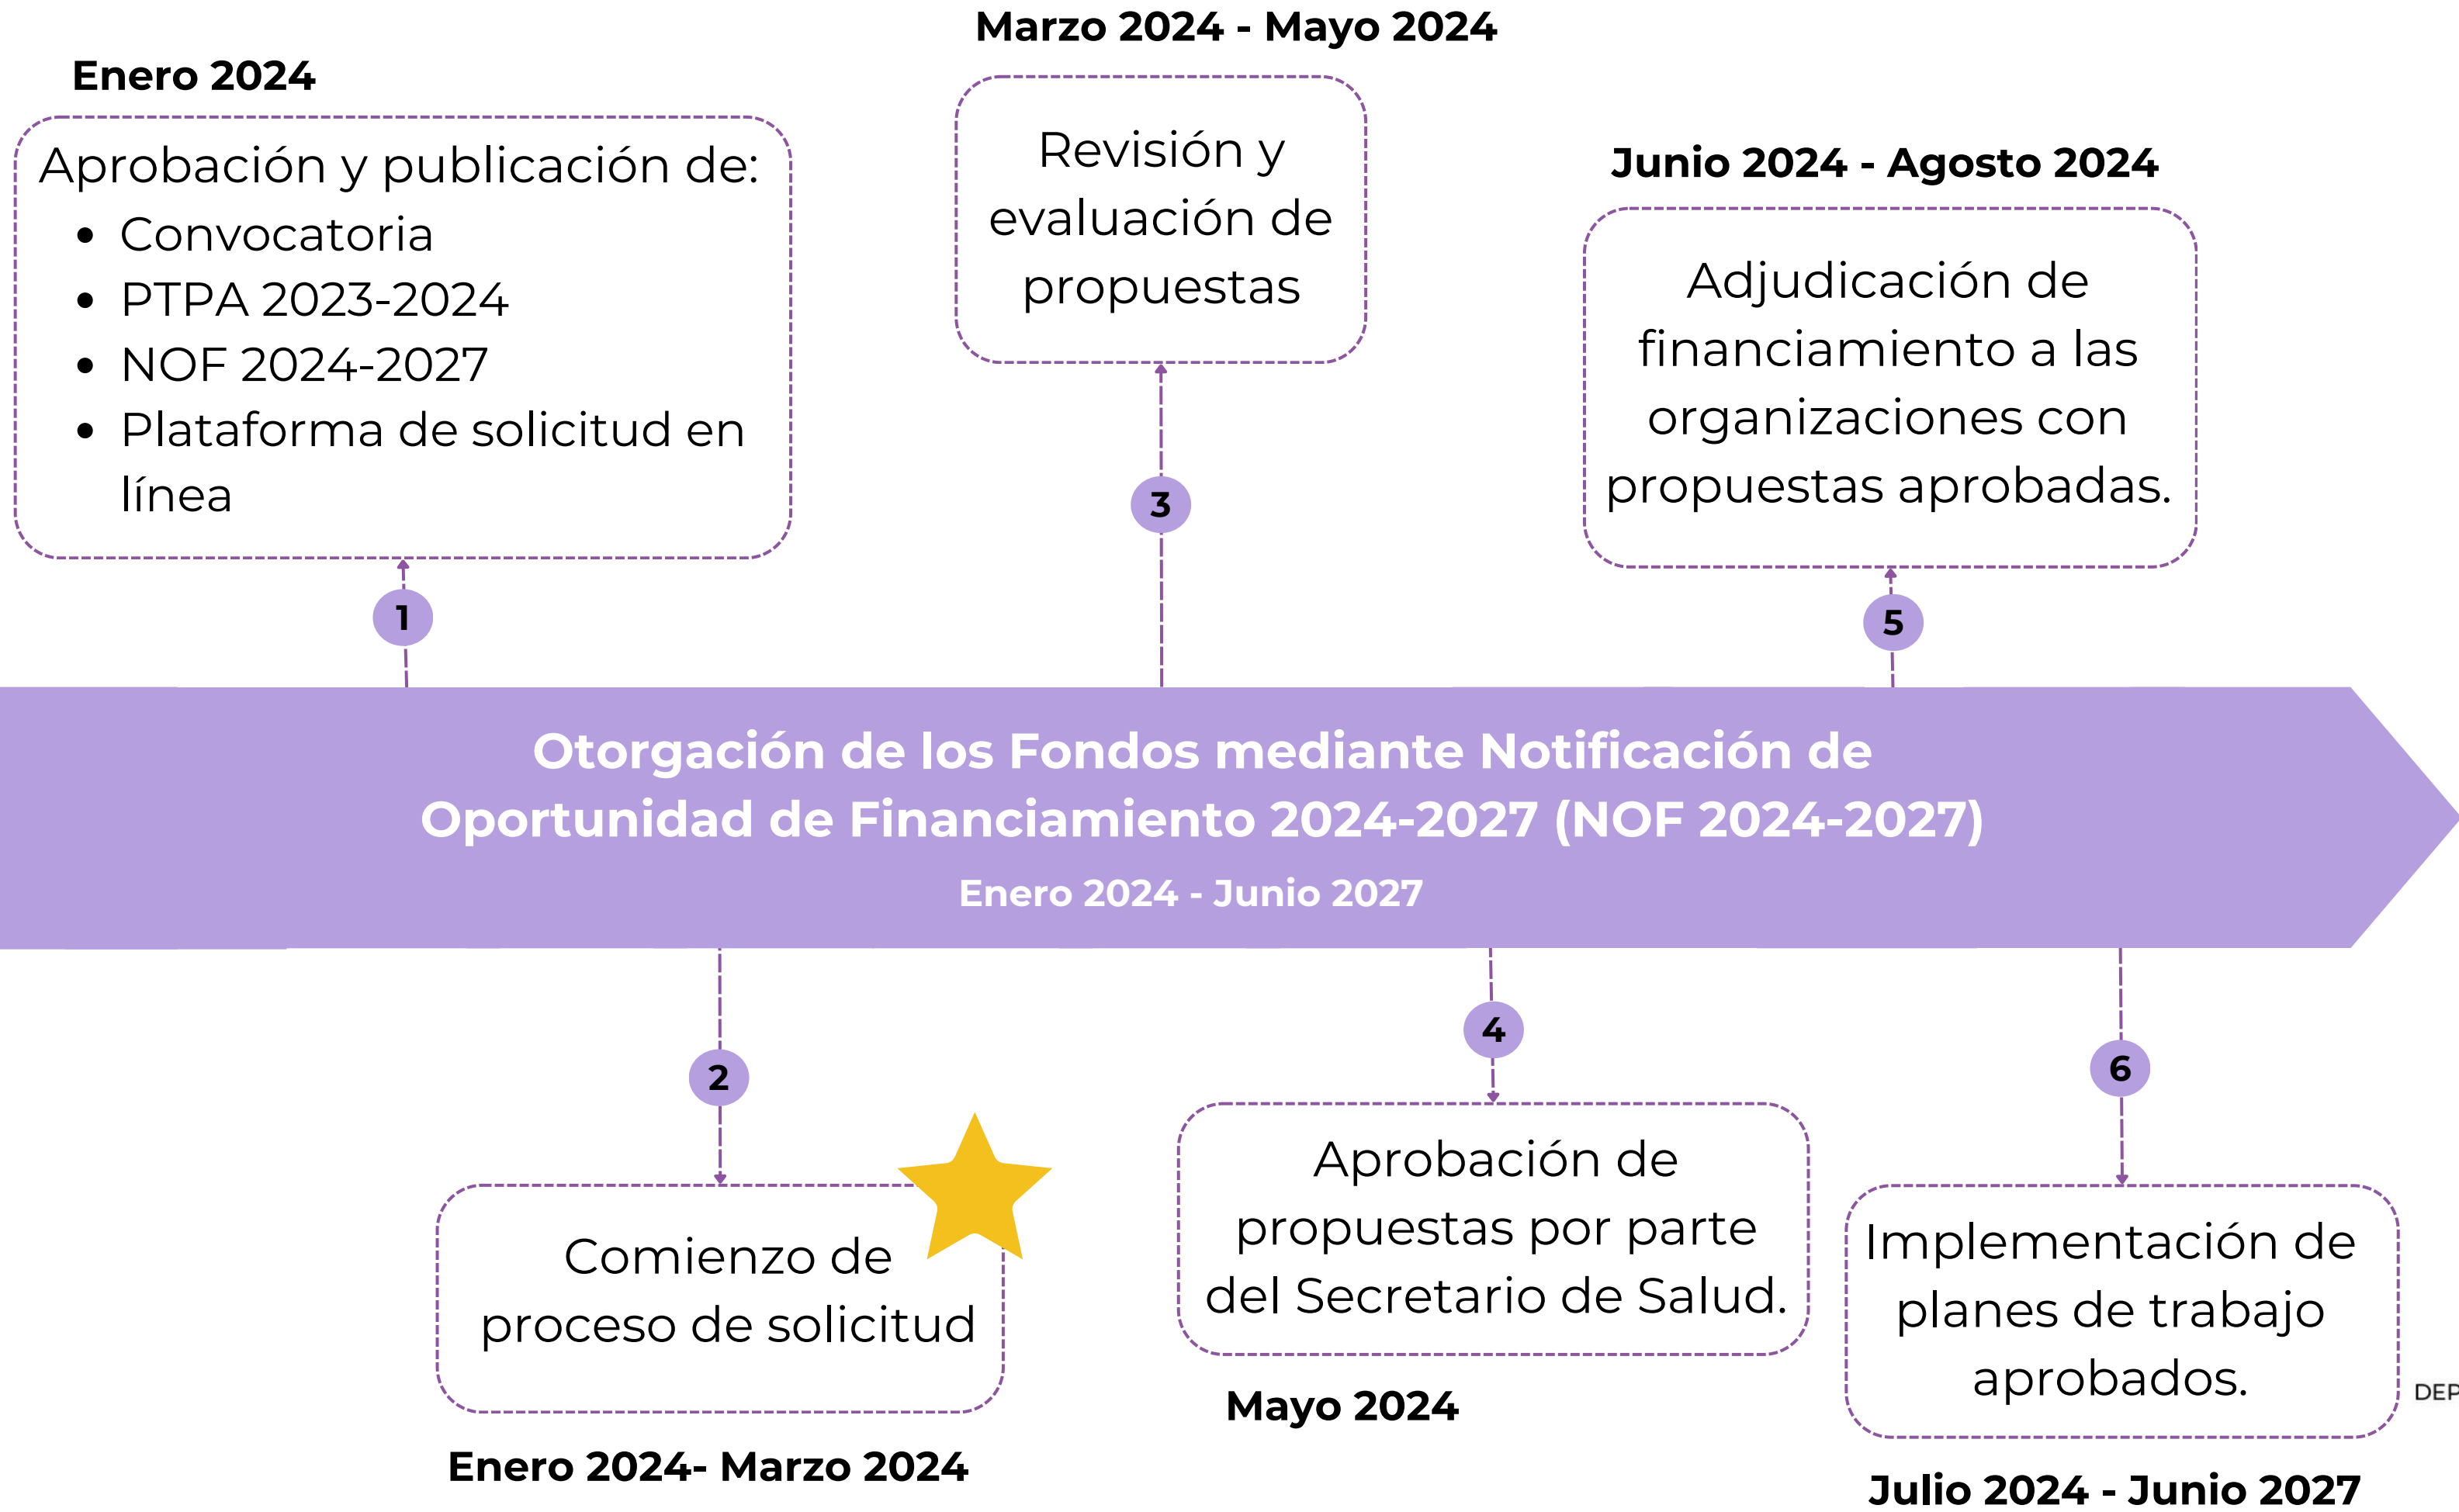 Enero 2024
Aprobación y publicación de:
• Convocatoria
• PTPA 2023-2024
• NOF 2024-2027
• Plataforma de solicitud en
línea
1
Marzo 2024 - Mayo 2024
Revisión y
evaluación de
propuestas
3
Junio 2024 - Agosto 2024
Adjudicación de
financiamiento a las
organizaciones con
propuestas aprobadas.
5
Otorgación de los Fondos mediante Notificación de
Oportunidad de Financiamiento 2024-2027 (NOF 2024-2027)
Enero 2024 - Junio 2027
2
Comienzo de
proceso de solicitud
Enero 2024- Marzo 2024
4
Aprobación de
propuestas por parte
del Secretario de Salud.
Mayo 2024
6
Implementación de
planes de trabajo
aprobados.
Julio 2024 - Junio 2027